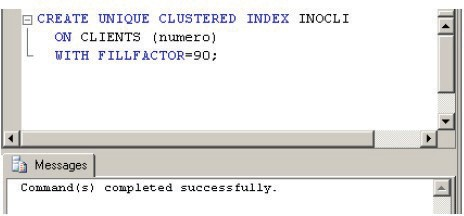 CREATE UNIQUE CLUSTERED INDEX INOCLI
ON CLIENTS (numero)
WITH FILLFACTOR=90;
Messages
Command(s) completed successfully.